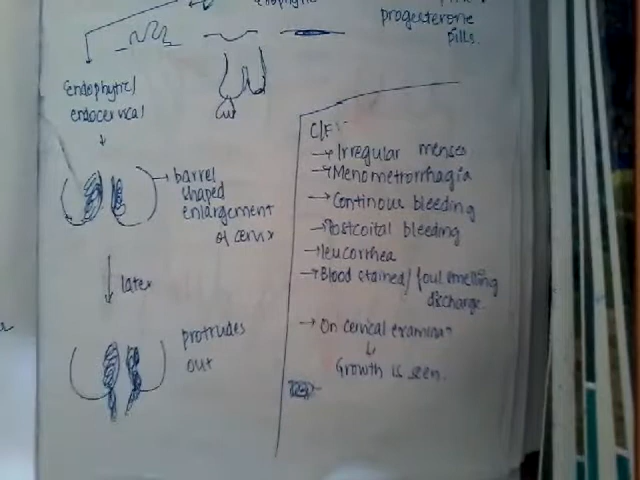 progesterone
pills.
Endophytic/
endocervical
barrel
shaped
enlargement
of cervix
later
protrudes
out
C/F:-
→ Irregular menses
→ Menometrorrhagia
→ Continous bleeding
→ Postcoital bleeding
→ leucorrhea
→ Blood stained/ foul smelling
discharge.
→ On cervical examinaⁿ
↓
Growth is seen.